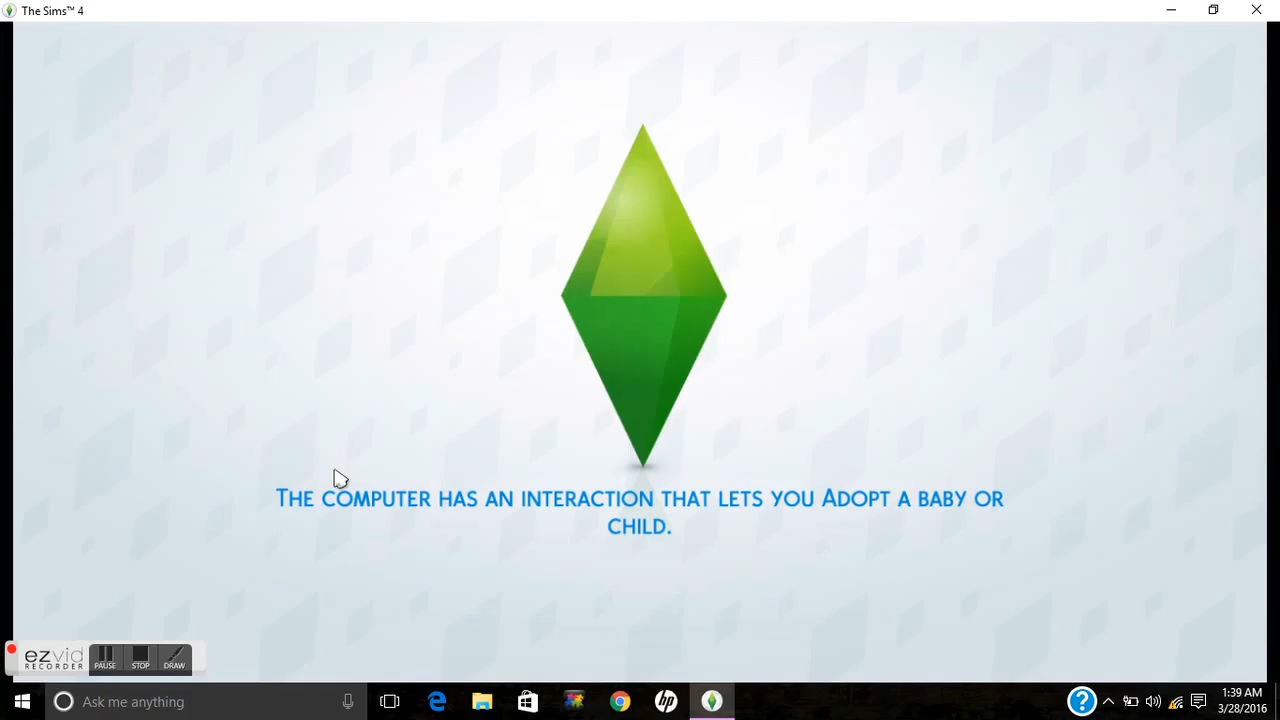 The Sims™ 4
The computer has an interaction that lets you Adopt a baby or
child.
ezvid
RECORDER
PAUSE
STOP
DRAW
Ask me anything
hp
?
1:39 AM
3/28/2016